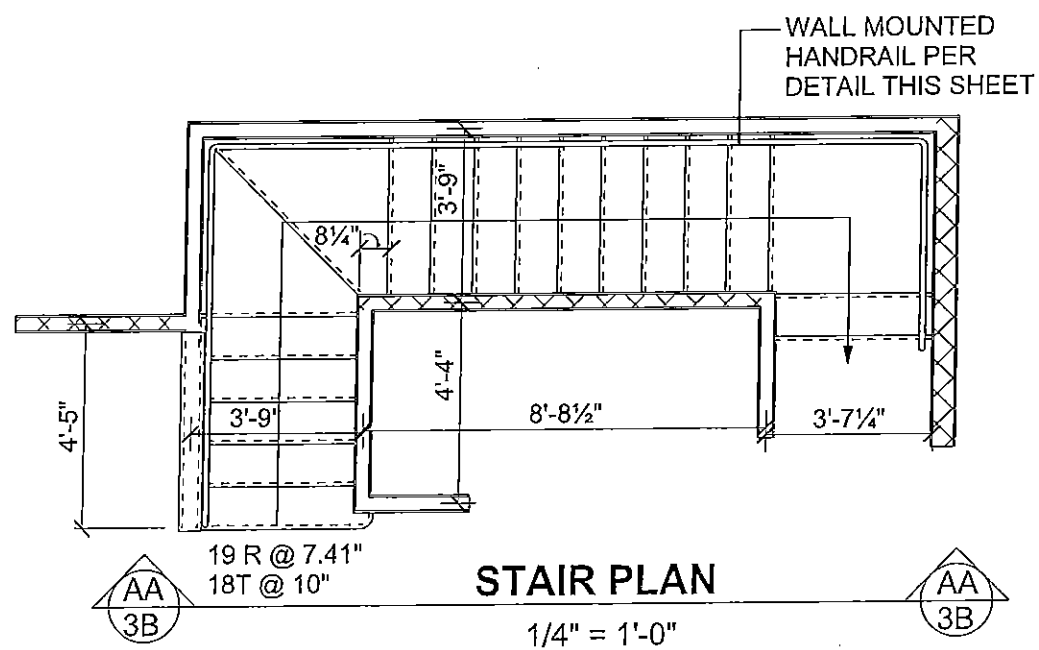 WALL MOUNTED
HANDRAIL PER
DETAIL THIS SHEET
3'-9"
8¼"
4'-5"
4'-4"
3'-9'
8'-8½"
3'-7¼"
19 R @ 7.41"
18T @ 10"
AA
3B
STAIR PLAN
1/4" = 1'-0"
AA
3B